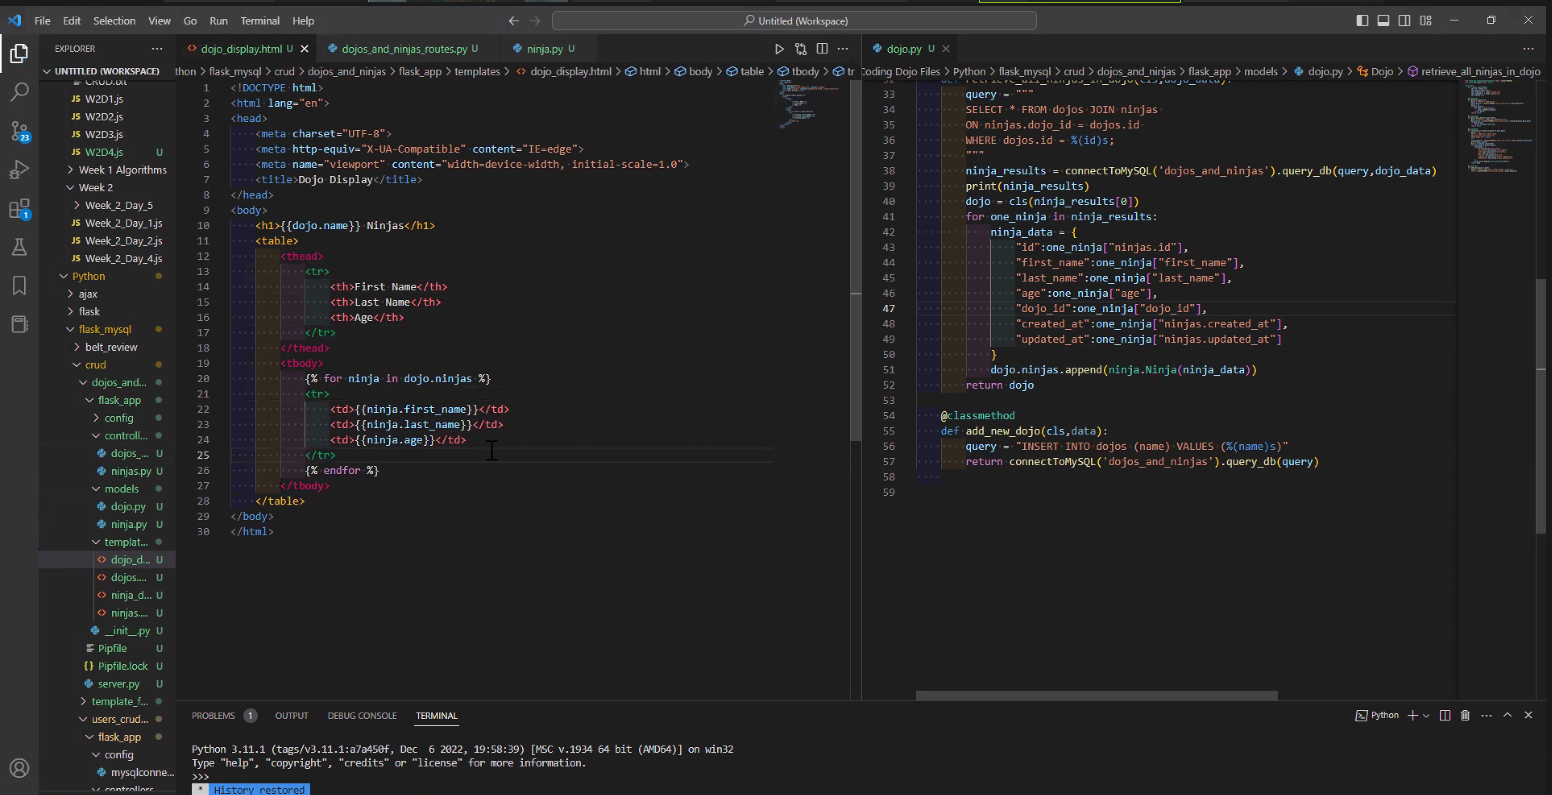 File Edit Selection View Go Run Terminal Help
Untitled (Workspace)
EXPLORER
UNTITLED (WORKSPACE)
W2D1.js
W2D2.js
W2D3.js
W2D4.js U
Week 1 Algorithms
Week 2
Week_2_Day_5
Week_2_Day_1.js
Week_2_Day_2.js
Week_2_Day_4.js
Python
ajax
flask
flask_mysql
belt_review
crud
dojos_and...
flask_app
config
controll...
dojos_...
ninjas.py U
models
dojo.py U
ninja.py U
templat...
dojo_d... U
dojos.... U
ninja_d... U
ninjas.... U
__init__.py U
Pipfile U
Pipfile.lock U
server.py U
template_f...
users_crud...
flask_app
config
mysqlconne...
controllers
23
1
dojo_display.html U
dojos_and_ninjas_routes.py U
ninja.py U
thon > flask_mysql > crud > dojos_and_ninjas > flask_app > templates > dojo_display.html > html > body > table > tbody > tr
1 <!DOCTYPE html>
2 <html lang="en">
3 <head>
4 <meta charset="UTF-8">
5 <meta http-equiv="X-UA-Compatible" content="IE=edge">
6 <meta name="viewport" content="width=device-width, initial-scale=1.0">
7 <title>Dojo Display</title>
8 </head>
9 <body>
10 <h1>{{dojo.name}} Ninjas</h1>
11 <table>
12 <thead>
13 <tr>
14 <th>First Name</th>
15 <th>Last Name</th>
16 <th>Age</th>
17 </tr>
18 </thead>
19 <tbody>
20 {% for ninja in dojo.ninjas %}
21 <tr>
22 <td>{{ninja.first_name}}</td>
23 <td>{{ninja.last_name}}</td>
24 <td>{{ninja.age}}</td>
25 </tr>
26 {% endfor %}
27 </tbody>
28 </table>
29 </body>
30 </html>
dojo.py U
Coding Dojo Files > Python > flask_mysql > crud > dojos_and_ninjas > flask_app > models > dojo.py > Dojo > retrieve_all_ninjas_in_dojo
33 query = """
34 SELECT * FROM dojos JOIN ninjas
35 ON ninjas.dojo_id = dojos.id
36 WHERE dojos.id = %(id)s;
37 """
38 ninja_results = connectToMySQL('dojos_and_ninjas').query_db(query,dojo_data)
39 print(ninja_results)
40 dojo = cls(ninja_results[0])
41 for one_ninja in ninja_results:
42 ninja_data = {
43 "id":one_ninja["ninjas.id"],
44 "first_name":one_ninja["first_name"],
45 "last_name":one_ninja["last_name"],
46 "age":one_ninja["age"],
47 "dojo_id":one_ninja["dojo_id"],
48 "created_at":one_ninja["ninjas.created_at"],
49 "updated_at":one_ninja["ninjas.updated_at"]
50 }
51 dojo.ninjas.append(ninja.Ninja(ninja_data))
52 return dojo
53
54 @classmethod
55 def add_new_dojo(cls,data):
56 query = "INSERT INTO dojos (name) VALUES (%(name)s)"
57 return connectToMySQL('dojos_and_ninjas').query_db(query)
58
59
PROBLEMS 1 OUTPUT DEBUG CONSOLE TERMINAL
Python
Python 3.11.1 (tags/v3.11.1:a7a450f, Dec 6 2022, 19:58:39) [MSC v.1934 64 bit (AMD64)] on win32
Type "help", "copyright", "credits" or "license" for more information.
>>>
* History restored